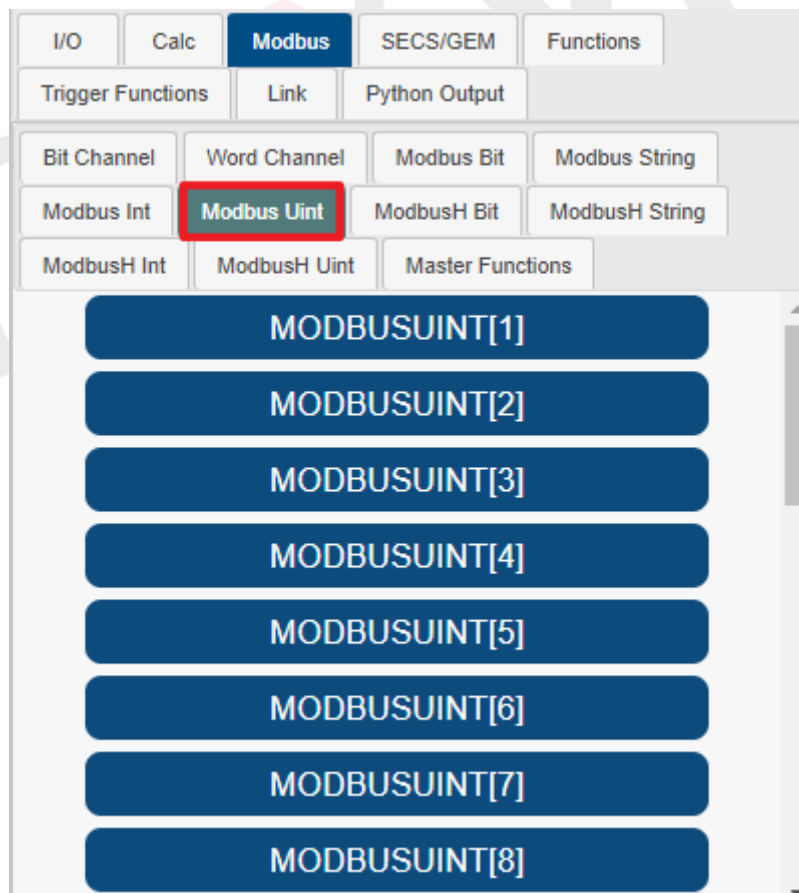 I/O Calc Modbus SECS/GEM Functions
Trigger Functions Link Python Output
Bit Channel Word Channel Modbus Bit Modbus String
Modbus Int Modbus Uint ModbusH Bit ModbusH String
ModbusH Int ModbusH Uint Master Functions
MODBUSUINT[1]
MODBUSUINT[2]
MODBUSUINT[3]
MODBUSUINT[4]
MODBUSUINT[5]
MODBUSUINT[6]
MODBUSUINT[7]
MODBUSUINT[8]